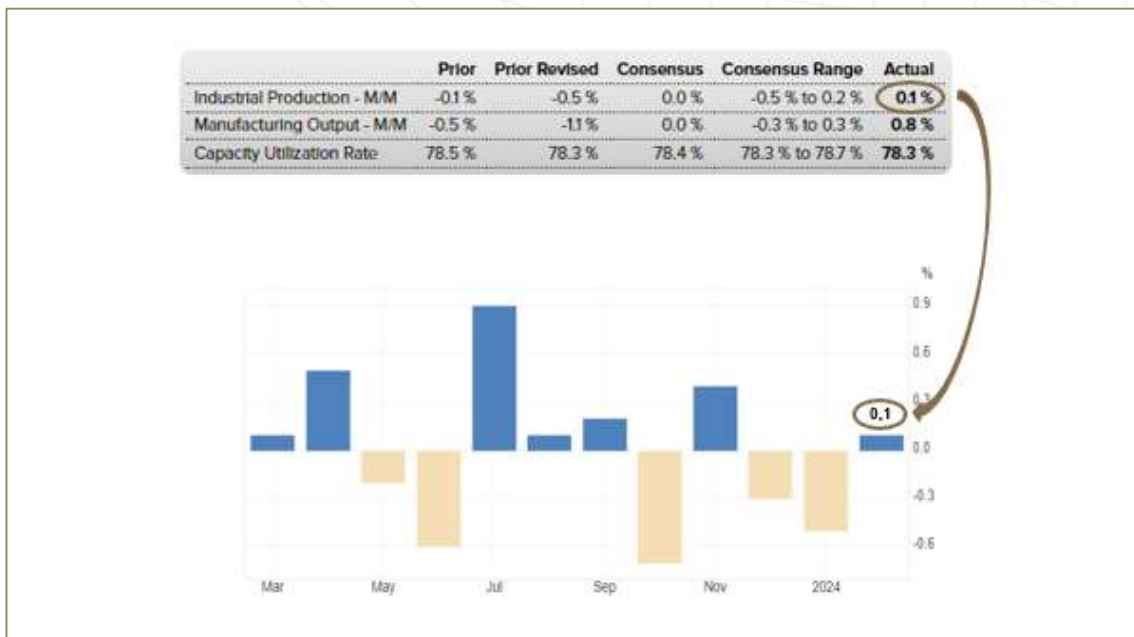 Prior Prior Revised Consensus Consensus Range Actual
Industrial Production - M/M -0.1 % -0.5 % 0.0 % -0.5 % to 0.2 % 0.1 %
Manufacturing Output - M/M -0.5 % -1.1 % 0.0 % -0.3 % to 0.3 % 0.8 %
Capacity Utilization Rate 78.5 % 78.3 % 78.4 % 78.3 % to 78.7 % 78.3 %
%
0.9
0.6
0.3
0,1
0.0
-0.3
-0.6
Mar May Jul Sep Nov 2024